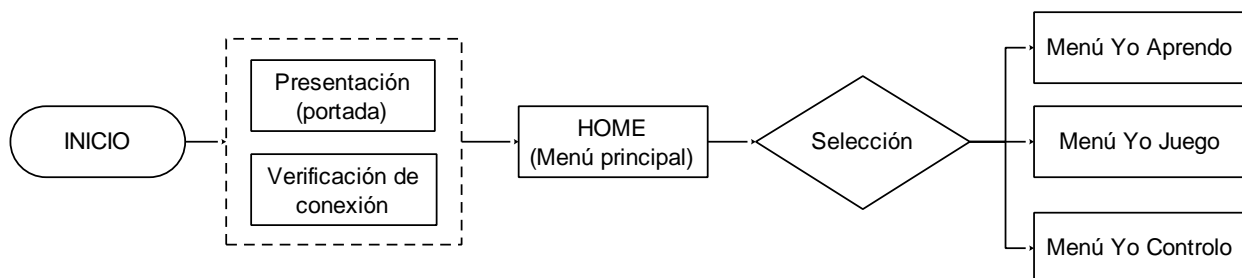 INICIO
Presentación
(portada)
Verificación de
conexión
HOME
(Menú principal)
Selección
Menú Yo Aprendo
Menú Yo Juego
Menú Yo Controlo